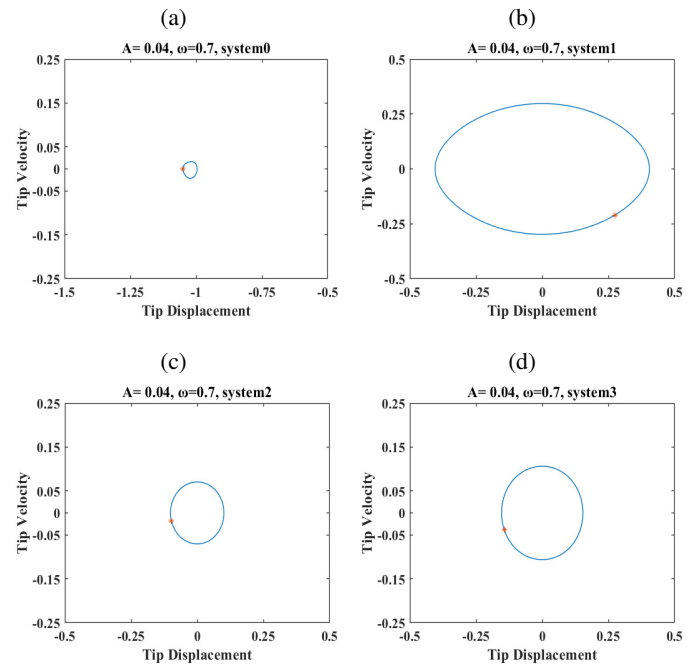 (a)
A= 0.04, ω=0.7, system0
0.25
0.15
0.05
0
-0.05
-0.15
-0.25
Tip Velocity
-1.5
-1.25
-1
-0.75
-0.5
Tip Displacement
(b)
A= 0.04, ω=0.7, system1
0.5
0.25
0
-0.25
-0.5
Tip Velocity
-0.5
-0.25
0
0.25
0.5
Tip Displacement
(c)
A= 0.04, ω=0.7, system2
0.25
0.15
0.05
0
-0.05
-0.15
-0.25
Tip Velocity
-0.5
-0.25
0
0.25
0.5
Tip Displacement
(d)
A= 0.04, ω=0.7, system3
0.25
0.15
0.05
0
-0.05
-0.15
-0.25
Tip Velocity
-0.5
-0.25
0
0.25
0.5
Tip Displacement